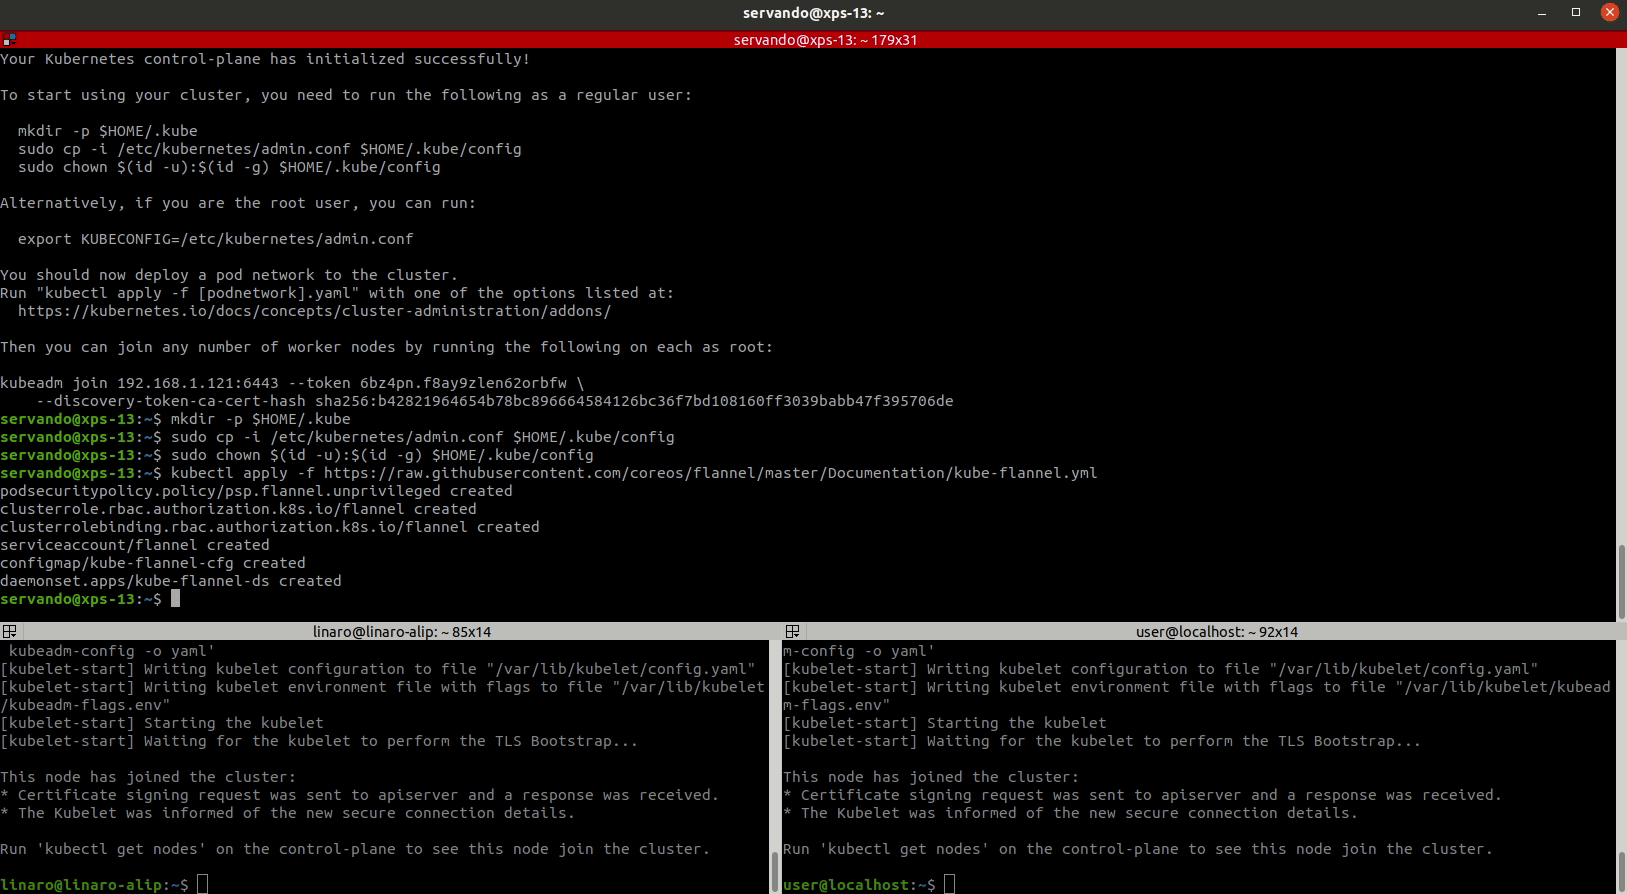 servando@xps-13: ~
servando@xps-13: ~ 179x31
Your Kubernetes control-plane has initialized successfully!
To start using your cluster, you need to run the following as a regular user:
  mkdir -p $HOME/.kube
  sudo cp -i /etc/kubernetes/admin.conf $HOME/.kube/config
  sudo chown $(id -u):$(id -g) $HOME/.kube/config
Alternatively, if you are the root user, you can run:
  export KUBECONFIG=/etc/kubernetes/admin.conf
You should now deploy a pod network to the cluster.
Run "kubectl apply -f [podnetwork].yaml" with one of the options listed at:
  https://kubernetes.io/docs/concepts/cluster-administration/addons/
Then you can join any number of worker nodes by running the following on each as root:
kubeadm join 192.168.1.121:6443 --token 6bz4pn.f8ay9zlen62orbfw \
    --discovery-token-ca-cert-hash sha256:b42821964654b78bc896664584126bc36f7bd108160ff3039babb47f395706de
servando@xps-13:~$ mkdir -p $HOME/.kube
servando@xps-13:~$ sudo cp -i /etc/kubernetes/admin.conf $HOME/.kube/config
servando@xps-13:~$ sudo chown $(id -u):$(id -g) $HOME/.kube/config
servando@xps-13:~$ kubectl apply -f https://raw.githubusercontent.com/coreos/flannel/master/Documentation/kube-flannel.yml
podsecuritypolicy.policy/psp.flannel.unprivileged created
clusterrole.rbac.authorization.k8s.io/flannel created
clusterrolebinding.rbac.authorization.k8s.io/flannel created
serviceaccount/flannel created
configmap/kube-flannel-cfg created
daemonset.apps/kube-flannel-ds created
servando@xps-13:~$
linaro@linaro-alip: ~ 85x14
 kubeadm-config -o yaml'
[kubelet-start] Writing kubelet configuration to file "/var/lib/kubelet/config.yaml"
[kubelet-start] Writing kubelet environment file with flags to file "/var/lib/kubelet
/kubeadm-flags.env"
[kubelet-start] Starting the kubelet
[kubelet-start] Waiting for the kubelet to perform the TLS Bootstrap...
This node has joined the cluster:
* Certificate signing request was sent to apiserver and a response was received.
* The Kubelet was informed of the new secure connection details.
Run 'kubectl get nodes' on the control-plane to see this node join the cluster.
linaro@linaro-alip:~$
user@localhost: ~ 92x14
m-config -o yaml'
[kubelet-start] Writing kubelet configuration to file "/var/lib/kubelet/config.yaml"
[kubelet-start] Writing kubelet environment file with flags to file "/var/lib/kubelet/kubead
m-flags.env"
[kubelet-start] Starting the kubelet
[kubelet-start] Waiting for the kubelet to perform the TLS Bootstrap...
This node has joined the cluster:
* Certificate signing request was sent to apiserver and a response was received.
* The Kubelet was informed of the new secure connection details.
Run 'kubectl get nodes' on the control-plane to see this node join the cluster.
user@localhost:~$